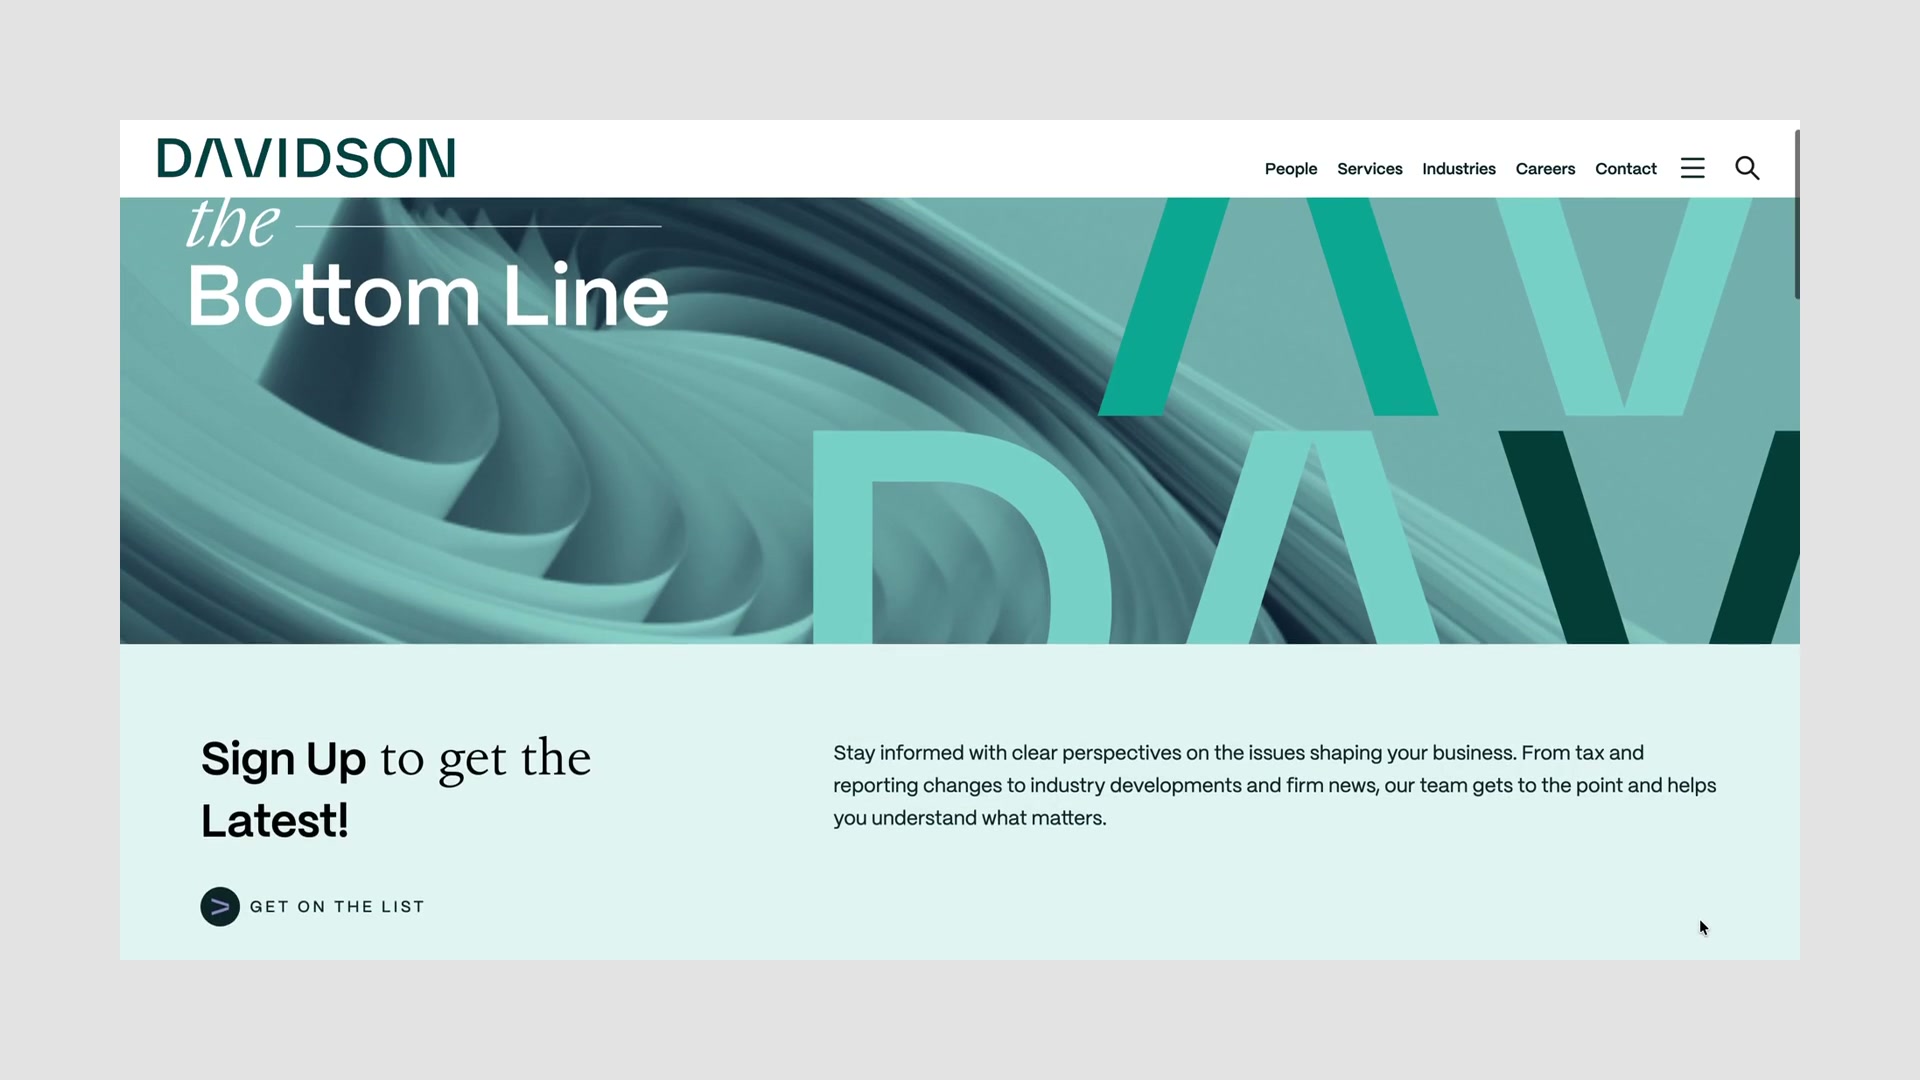 DAVIDSON
People Services Industries Careers Contact
the
Bottom Line
AV
DAV
Sign Up to get the
Latest!
Stay informed with clear perspectives on the issues shaping your business. From tax and
reporting changes to industry developments and firm news, our team gets to the point and helps
you understand what matters.
GET ON THE LIST